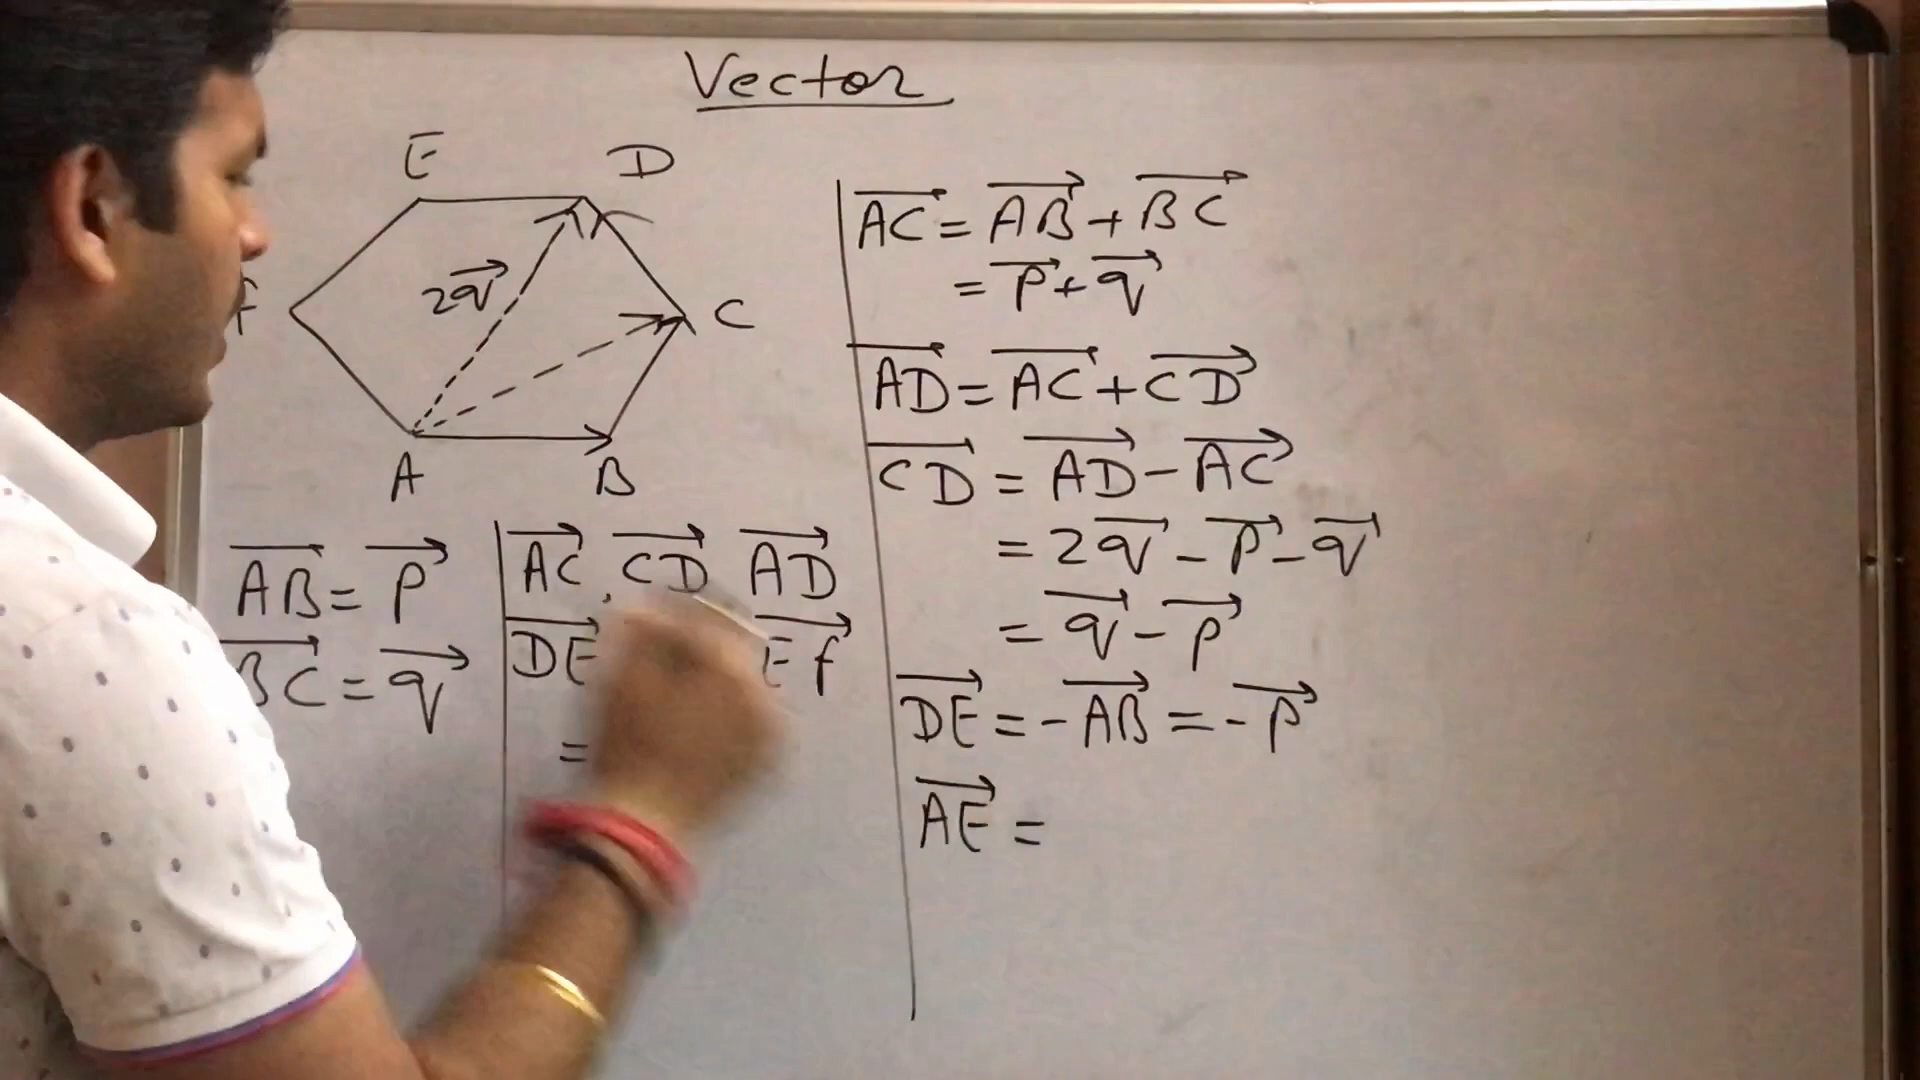 Vector
E D
2q⃗
F C
A B
AB⃗ = p⃗
BC⃗ = q⃗
AC⃗, CD⃗ AD⃗
DE⃗ Ef⃗
=
AC⃗ = AB⃗ + BC⃗
= p⃗ + q⃗
AD⃗ = AC⃗ + CD⃗
CD⃗ = AD⃗ - AC⃗
= 2q⃗ - p⃗ - q⃗
= q⃗ - p⃗
DE⃗ = -AB⃗ = -p⃗
AE⃗ =